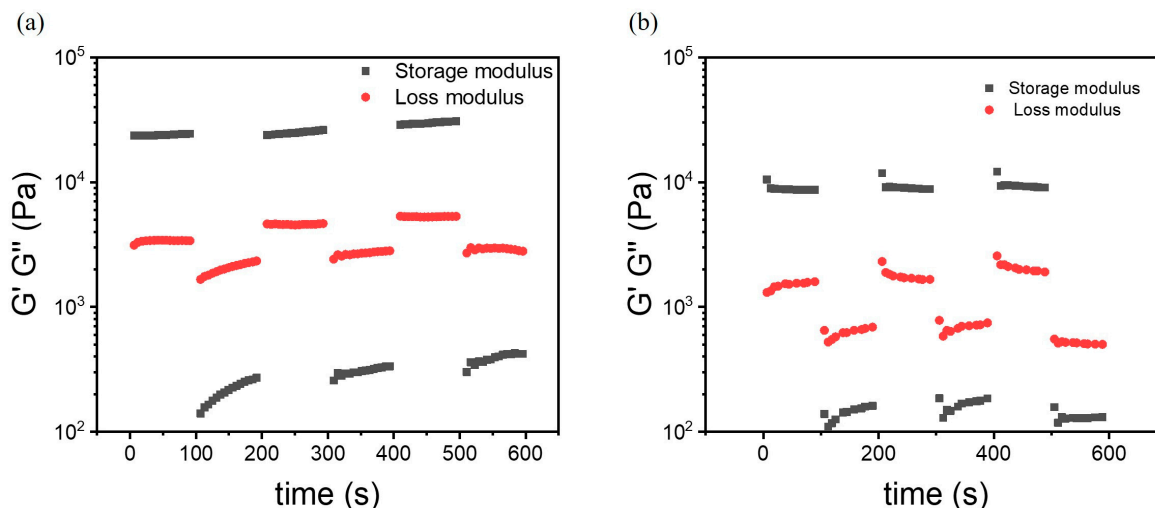 (a)
10^5
10^4
10^3
10^2
G' G" (Pa)
Storage modulus
Loss modulus
0 100 200 300 400 500 600
time (s)
(b)
10^5
10^4
10^3
10^2
G' G" (Pa)
Storage modulus
Loss modulus
0 200 400 600
time (s)